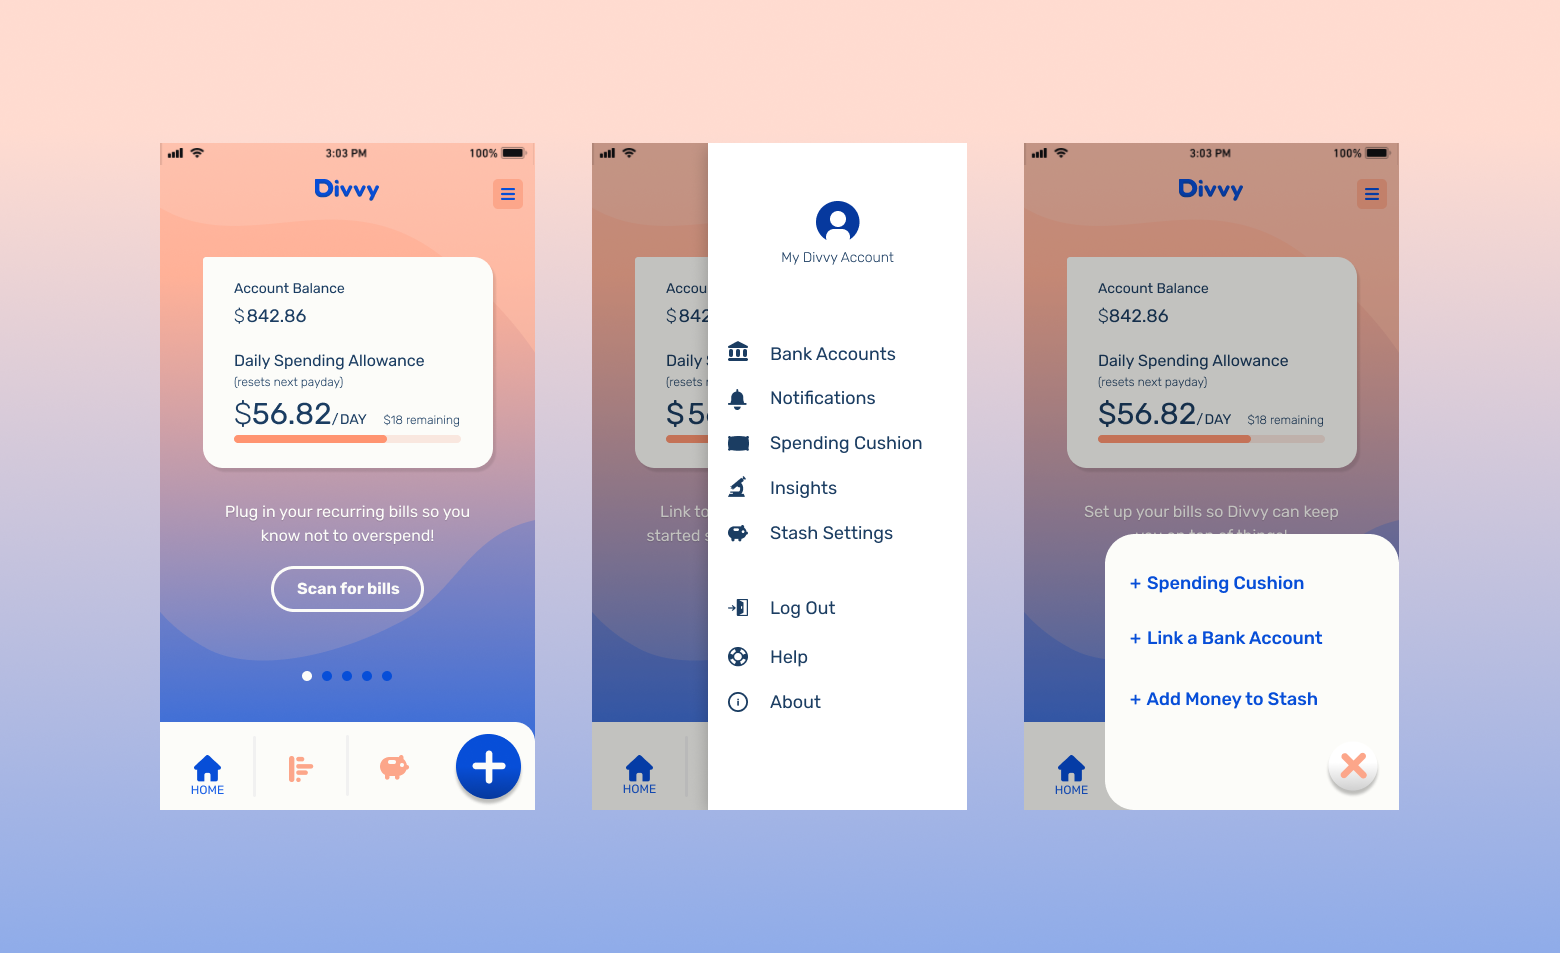 3:03 PM
100%
Divvy
Account Balance
$842.86
Daily Spending Allowance
(resets next payday)
$56.82/DAY $18 remaining
Plug in your recurring bills so you
know not to overspend!
Scan for bills
HOME
Accou
$842
Daily
(resets
$5
Link to
started
HOME
My Divvy Account
Bank Accounts
Notifications
Spending Cushion
Insights
Stash Settings
Log Out
Help
About
3:03 PM
100%
Divvy
Account Balance
$842.86
Daily Spending Allowance
(resets next payday)
$56.82/DAY $18 remaining
Set up your bills so Divvy can keep
you on top of things!
+ Spending Cushion
+ Link a Bank Account
+ Add Money to Stash
HOME